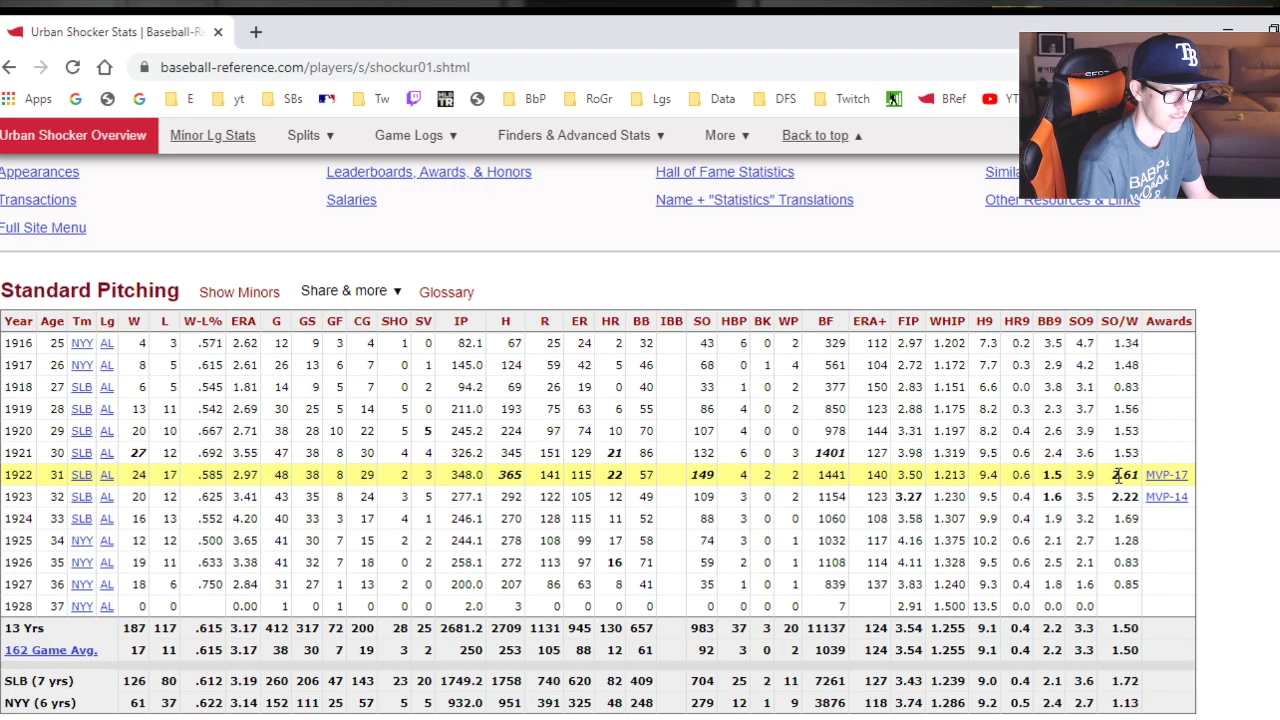 Urban Shocker Stats | Baseball-Re
baseball-reference.com/players/s/shockur01.shtml
Apps E yt SBs Tw BbP RoGr Lgs Data DFS Twitch BRef YT
Urban Shocker Overview Minor Lg Stats Splits ▼ Game Logs ▼ Finders & Advanced Stats ▼ More ▼ Back to top ▲
Appearances Leaderboards, Awards, & Honors Hall of Fame Statistics
Transactions Salaries Name + "Statistics" Translations Other Resources & Links
Full Site Menu
Standard Pitching Show Minors Share & more ▼ Glossary
Year Age Tm Lg W L W-L% ERA G GS GF CG SHO SV IP H R ER HR BB IBB SO HBP BK WP BF ERA+ FIP WHIP H9 HR9 BB9 SO9 SO/W Awards
1916 25 NYY AL 4 3 .571 2.62 12 9 3 4 1 0 82.1 67 25 24 2 32 43 6 0 2 329 112 2.97 1.202 7.3 0.2 3.5 4.7 1.34
1917 26 NYY AL 8 5 .615 2.61 26 13 6 7 0 1 145.0 124 59 42 5 46 68 0 1 4 561 104 2.72 1.172 7.7 0.3 2.9 4.2 1.48
1918 27 SLB AL 6 5 .545 1.81 14 9 5 7 0 2 94.2 69 26 19 0 40 33 1 0 2 377 150 2.83 1.151 6.6 0.0 3.8 3.1 0.83
1919 28 SLB AL 13 11 .542 2.69 30 25 5 14 5 0 211.0 193 75 63 6 55 86 4 0 2 850 123 2.88 1.175 8.2 0.3 2.3 3.7 1.56
1920 29 SLB AL 20 10 .667 2.71 38 28 10 22 5 5 245.2 224 97 74 10 70 107 4 0 0 978 144 3.31 1.197 8.2 0.4 2.6 3.9 1.53
1921 30 SLB AL 27 12 .692 3.55 47 38 8 30 4 4 326.2 345 151 129 21 86 132 6 0 3 1401 127 3.75 1.319 9.5 0.6 2.4 3.6 1.53
1922 31 SLB AL 24 17 .585 2.97 48 38 8 29 2 3 348.0 365 141 115 22 57 149 4 2 2 1441 140 3.50 1.213 9.4 0.6 1.5 3.9 2.61 MVP-17
1923 32 SLB AL 20 12 .625 3.41 43 35 8 24 3 5 277.1 292 122 105 12 49 109 3 0 2 1154 123 3.27 1.230 9.5 0.4 1.6 3.5 2.22 MVP-14
1924 33 SLB AL 16 13 .552 4.20 40 33 3 17 4 1 246.1 270 128 115 11 52 88 3 0 0 1060 108 3.58 1.307 9.9 0.4 1.9 3.2 1.69
1925 34 NYY AL 12 12 .500 3.65 41 30 7 15 2 2 244.1 278 108 99 17 58 74 3 0 1 1032 117 4.16 1.375 10.2 0.6 2.1 2.7 1.28
1926 35 NYY AL 19 11 .633 3.38 41 32 7 18 0 2 258.1 272 113 97 16 71 59 2 0 1 1108 114 4.11 1.328 9.5 0.6 2.5 2.1 0.83
1927 36 NYY AL 18 6 .750 2.84 31 27 1 13 2 0 200.0 207 86 63 8 41 35 1 0 1 839 137 3.83 1.240 9.3 0.4 1.8 1.6 0.85
1928 37 NYY AL 0 0 0.00 1 0 1 0 0 0 2.0 3 0 0 0 0 0 0 0 0 7 2.91 1.500 13.5 0.0 0.0 0.0
13 Yrs 187 117 .615 3.17 412 317 72 200 28 25 2681.2 2709 1131 945 130 657 983 37 3 20 11137 124 3.54 1.255 9.1 0.4 2.2 3.3 1.50
162 Game Avg. 17 11 .615 3.17 38 30 7 19 3 2 250 253 105 88 12 61 92 3 0 2 1039 124 3.54 1.255 9.1 0.4 2.2 3.3 1.50
SLB (7 yrs) 126 80 .612 3.19 260 206 47 143 23 20 1749.2 1758 740 620 82 409 704 25 2 11 7261 127 3.43 1.239 9.0 0.4 2.1 3.6 1.72
NYY (6 yrs) 61 37 .622 3.14 152 111 25 57 5 5 932.0 951 391 325 48 248 279 12 1 9 3876 118 3.74 1.286 9.2 0.5 2.4 2.7 1.13